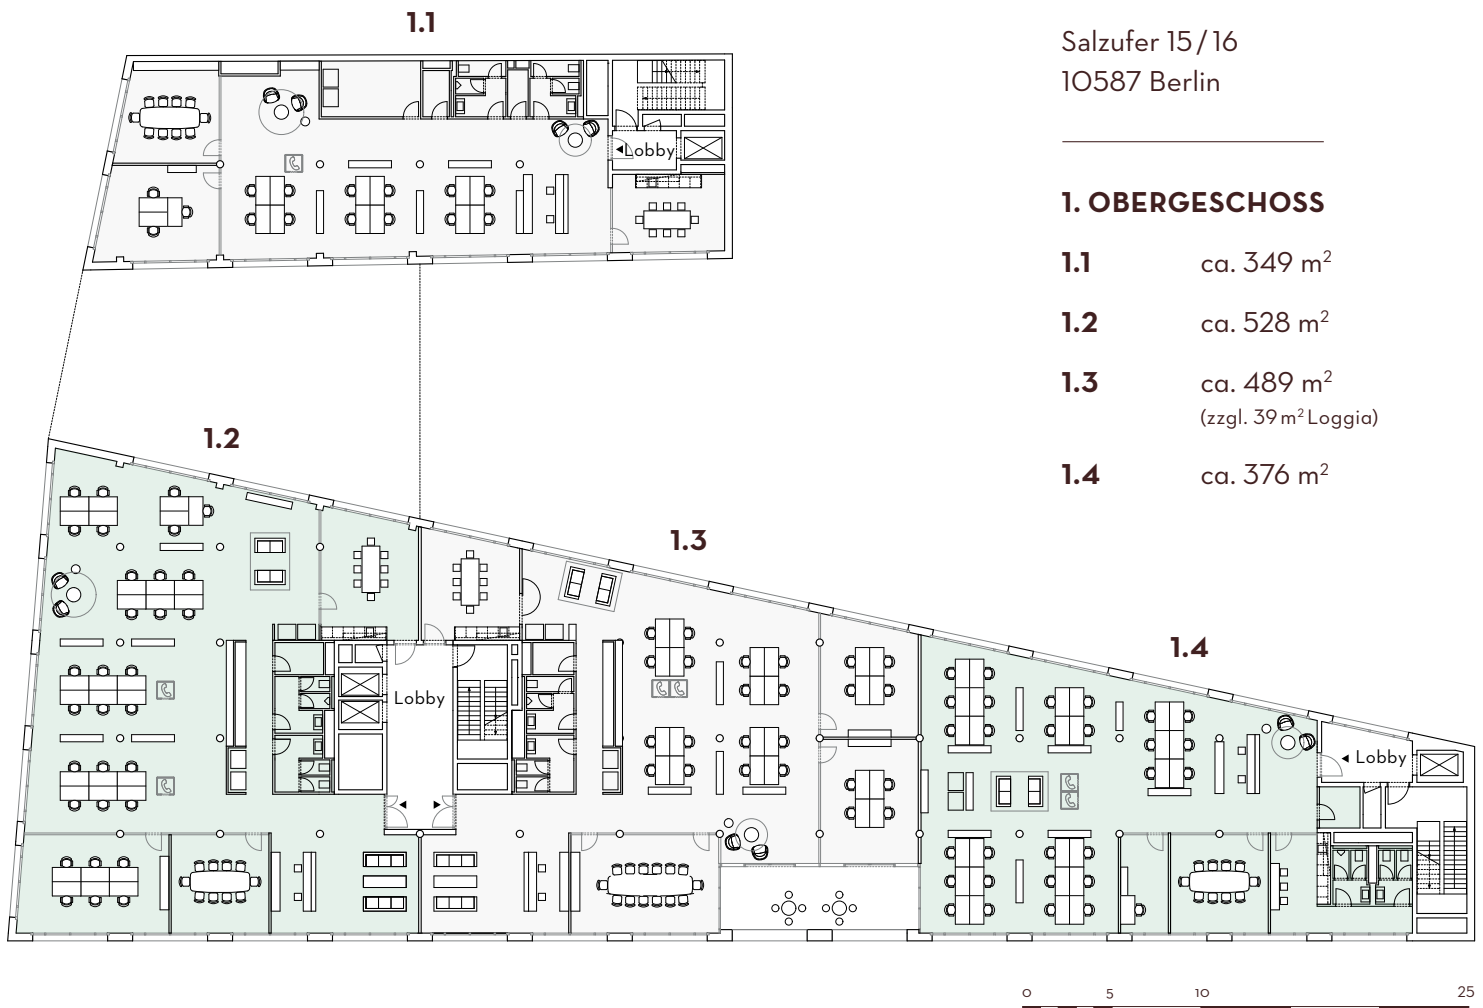 1.1
Salzufer 15/16
10587 Berlin
Lobby
1. OBERGESCHOSS
1.1 ca. 349 m²
1.2 ca. 528 m²
1.3 ca. 489 m²
(zzgl. 39 m² Loggia)
1.4 ca. 376 m²
1.2
1.3
1.4
Lobby
Lobby
0 5 10 25